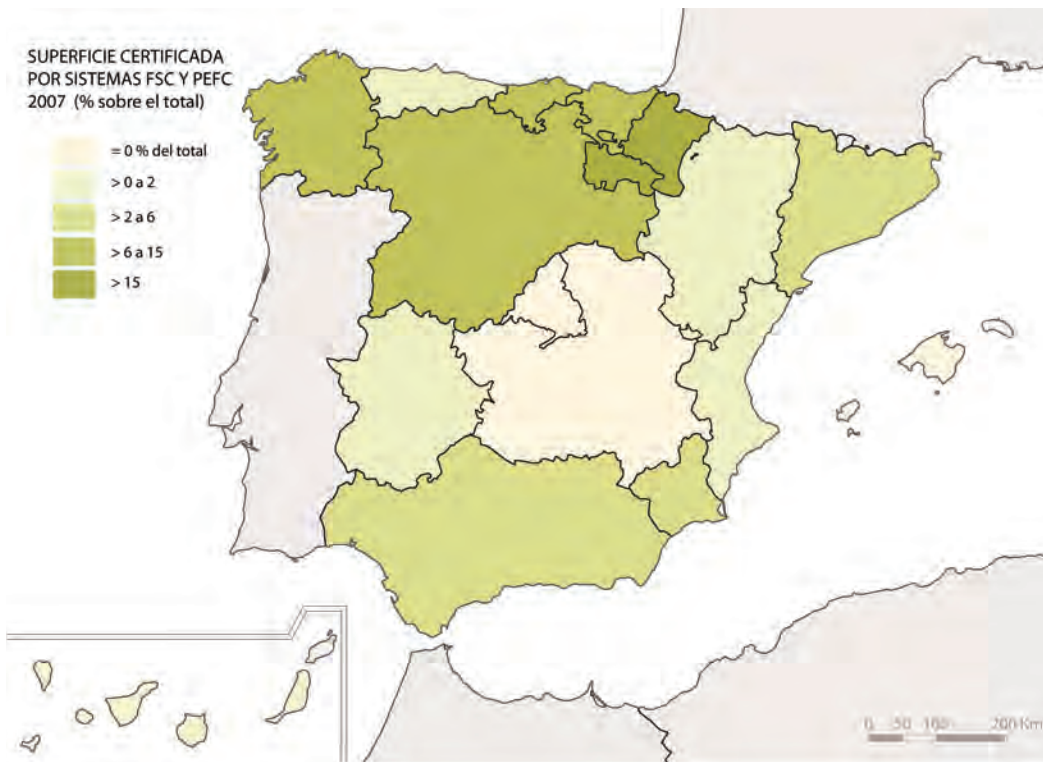 SUPERFICIE CERTIFICADA
POR SISTEMAS FSC Y PEFC
2007 (% sobre el total)
= 0 % del total
> 0 a 2
> 2 a 6
> 6 a 15
> 15
0 50 100 200 Km